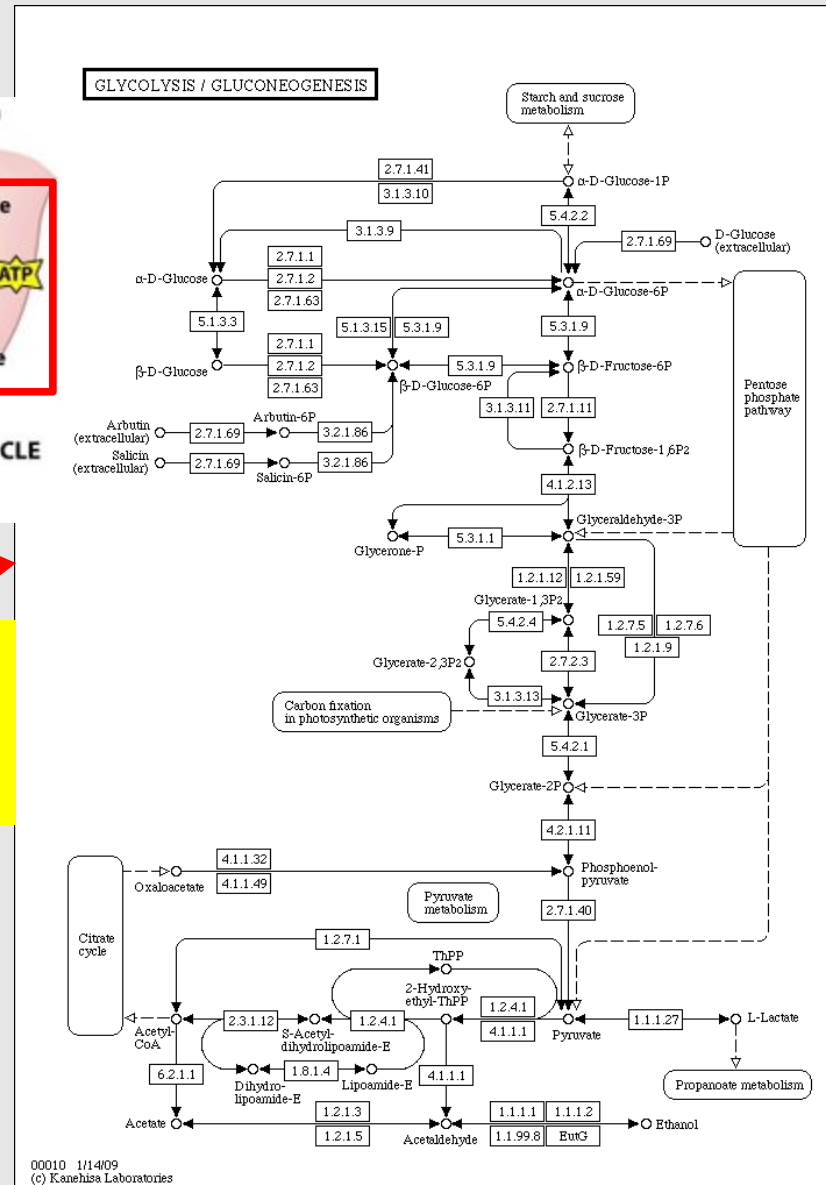 GLYCOLYSIS / GLUCONEOGENESIS
Starch and sucrose
metabolism
2.7.1.41
3.1.3.10
α-D-Glucose-1P
5.4.2.2
3.1.3.9
2.7.1.69
D-Glucose
(extracellular)
ATP
α-D-Glucose
2.7.1.1
2.7.1.2
2.7.1.63
α-D-Glucose-6P
5.1.3.3
5.1.3.15
5.3.1.9
5.3.1.9
β-D-Glucose
2.7.1.1
2.7.1.2
2.7.1.63
β-D-Glucose-6P
5.3.1.9
β-D-Fructose-6P
Pentose
phosphate
pathway
3.1.3.11
2.7.1.11
Arbutin
(extracellular)
2.7.1.69
Arbutin-6P
3.2.1.86
CLE
Salicin
(extracellular)
2.7.1.69
Salicin-6P
3.2.1.86
β-D-Fructose-1,6P2
4.1.2.13
Glyceraldehyde-3P
Glycerone-P
5.3.1.1
1.2.1.12
1.2.1.59
Glycerate-1,3P2
5.4.2.4
1.2.7.5
1.2.7.6
1.2.1.9
Glycerate-2,3P2
2.7.2.3
3.1.3.13
Carbon fixation
in photosynthetic organisms
Glycerate-3P
5.4.2.1
Glycerate-2P
4.2.1.11
4.1.1.32
4.1.1.49
Oxaloacetate
Phosphoenol-
pyruvate
Pyruvate
metabolism
2.7.1.40
Citrate
cycle
1.2.7.1
ThPP
2-Hydroxy-
ethyl-ThPP
1.2.4.1
4.1.1.1
Acetyl-
CoA
2.3.1.12
S-Acetyl-
dihydrolipoamide-E
1.2.4.1
Pyruvate
1.1.1.27
L-Lactate
6.2.1.1
Dihydro-
lipoamide-E
1.8.1.4
Lipoamide-E
4.1.1.1
Propanoate metabolism
Acetate
1.2.1.3
1.2.1.5
Acetaldehyde
1.1.1.1
1.1.1.2
1.1.99.8
EutG
Ethanol
00010 1/14/09
(c) Kanehisa Laboratories